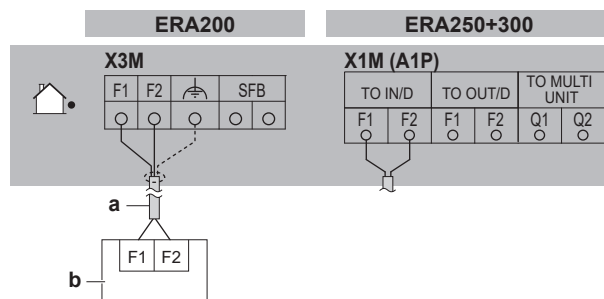 ERA200
ERA250+300
X3M
F1 F2 SFB
X1M (A1P)
TO IN/D TO OUT/D TO MULTI UNIT
F1 F2 F1 F2 Q1 Q2
a
F1 F2
b